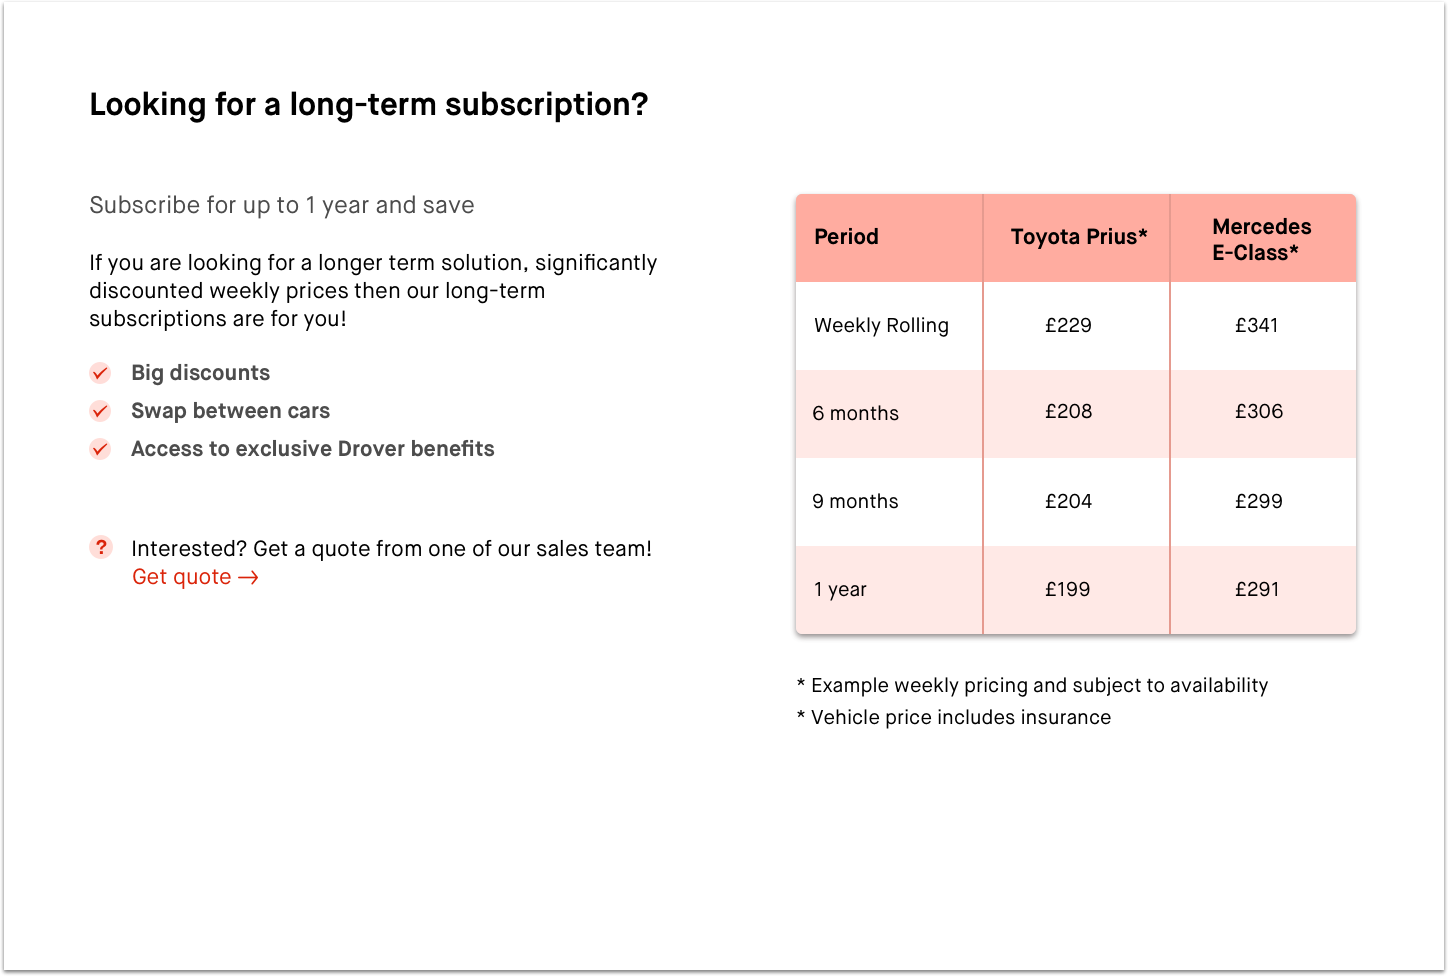 Looking for a long-term subscription?
Subscribe for up to 1 year and save
If you are looking for a longer term solution, significantly
discounted weekly prices then our long-term
subscriptions are for you!
Big discounts
Swap between cars
Access to exclusive Drover benefits
? Interested? Get a quote from one of our sales team!
Get quote →
Period Toyota Prius* Mercedes
E-Class*
Weekly Rolling £229 £341
6 months £208 £306
9 months £204 £299
1 year £199 £291
* Example weekly pricing and subject to availability
* Vehicle price includes insurance